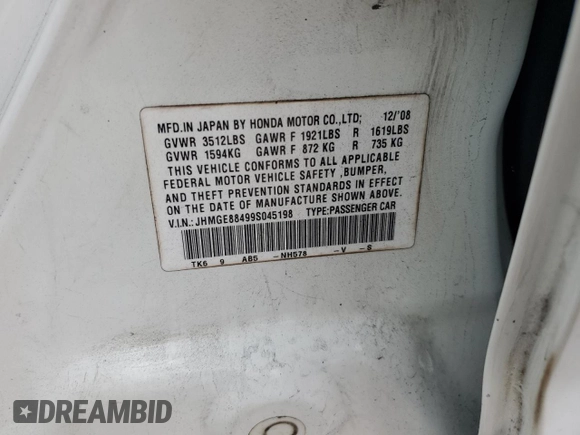 MFD.IN JAPAN BY HONDA MOTOR CO.,LTD; 12/'08
GVWR 3512LBS GAWR F 1921LBS R 1619LBS
GVWR 1594KG GAWR F 872 KG R 735 KG
THIS VEHICLE CONFORMS TO ALL APPLICABLE
FEDERAL MOTOR VEHICLE SAFETY ,BUMPER,
AND THEFT PREVENTION STANDARDS IN EFFECT
ON THE DATE OF MANUFACTURE SHOWN ABOVE.
V.I.N.: JHMGE88499S045198 TYPE:PASSENGER CAR
TK6 9 AB5 -NH578 -V -S
DREAMBID